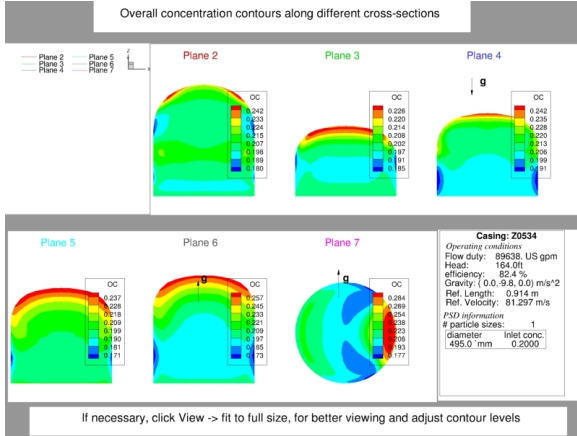 Overall concentration contours along different cross-sections
Plane 2
Plane 3
Plane 4
Plane 5
Plane 6
Plane 7
z
x
Plane 2
OC
0.242
0.233
0.224
0.215
0.207
0.198
0.189
0.180
Plane 3
OC
0.226
0.220
0.214
0.208
0.202
0.197
0.191
0.185
Plane 4
g
OC
0.242
0.235
0.228
0.220
0.213
0.206
0.199
0.191
Plane 5
OC
0.237
0.228
0.218
0.209
0.199
0.190
0.181
0.171
Plane 6
g
OC
0.257
0.245
0.233
0.221
0.209
0.197
0.185
0.173
Plane 7
g
OC
0.284
0.269
0.254
0.238
0.223
0.208
0.193
0.177
Casing: Z0534
Operating conditions
Flow duty: 89638. US gpm
Head: 164.0ft
efficiency: 82.4 %
Gravity: ( 0.0,-9.8, 0.0) m/s^2
Ref. Length: 0.914 m
Ref. Velocity: 81.297 m/s
PSD information
# particle sizes: 1
diameter Inlet conc.
495.0 `mm 0.2000
If necessary, click View -> fit to full size, for better viewing and adjust contour levels